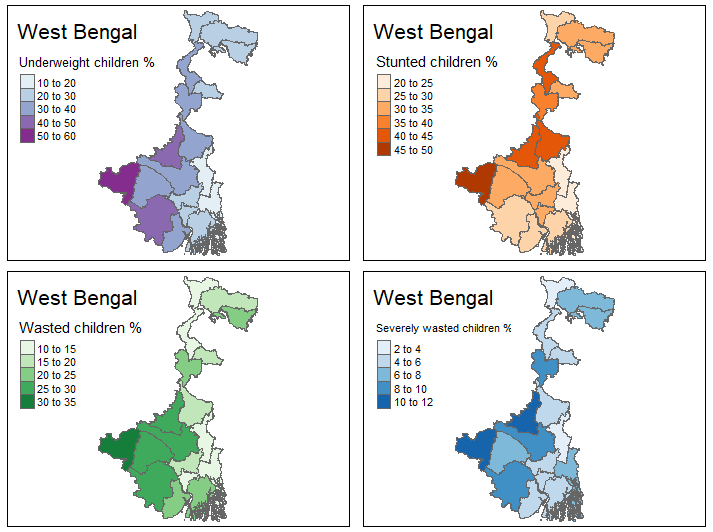 West Bengal
Underweight children %
10 to 20
20 to 30
30 to 40
40 to 50
50 to 60
West Bengal
Stunted children %
20 to 25
25 to 30
30 to 35
35 to 40
40 to 45
45 to 50
West Bengal
Wasted children %
10 to 15
15 to 20
20 to 25
25 to 30
30 to 35
West Bengal
Severely wasted children %
2 to 4
4 to 6
6 to 8
8 to 10
10 to 12